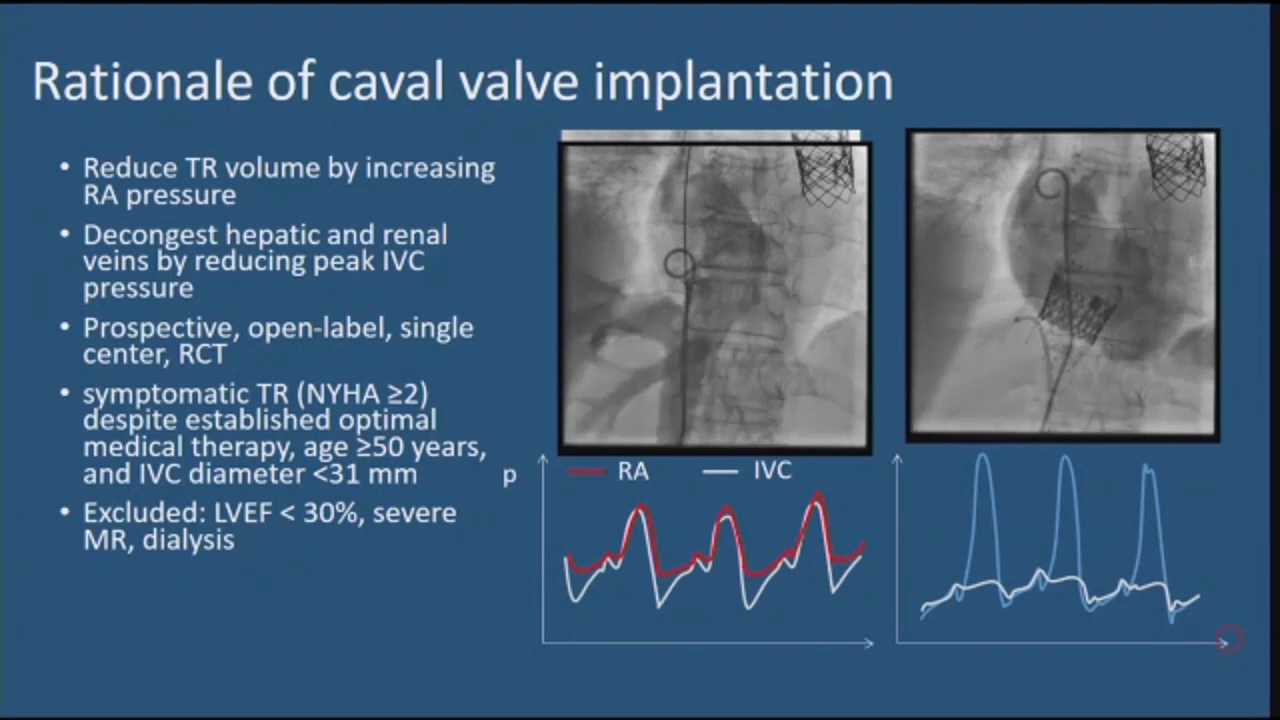 Rationale of caval valve implantation
• Reduce TR volume by increasing
RA pressure
• Decongest hepatic and renal
veins by reducing peak IVC
pressure
• Prospective, open-label, single
center, RCT
• symptomatic TR (NYHA ≥2)
despite established optimal
medical therapy, age ≥50 years,
and IVC diameter <31 mm
• Excluded: LVEF < 30%, severe
MR, dialysis
p
RA
IVC